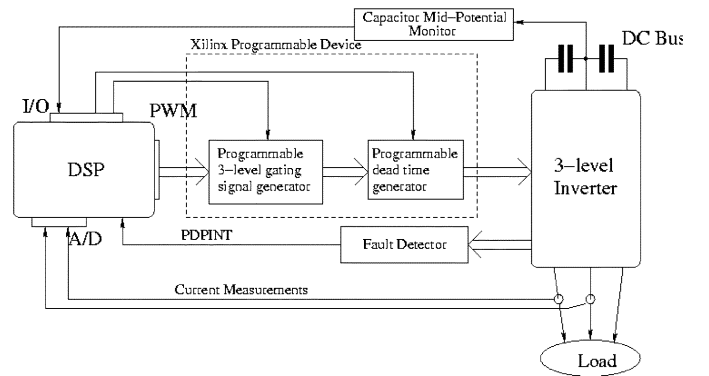 Capacitor Mid-Potential
Monitor
Xilinx Programmable Device
DC Bus
I/O
PWM
DSP
Programmable
3-level gating
signal generator
Programmable
dead time
generator
3-level
Inverter
A/D
PDPINT
Fault Detector
Current Measurements
Load